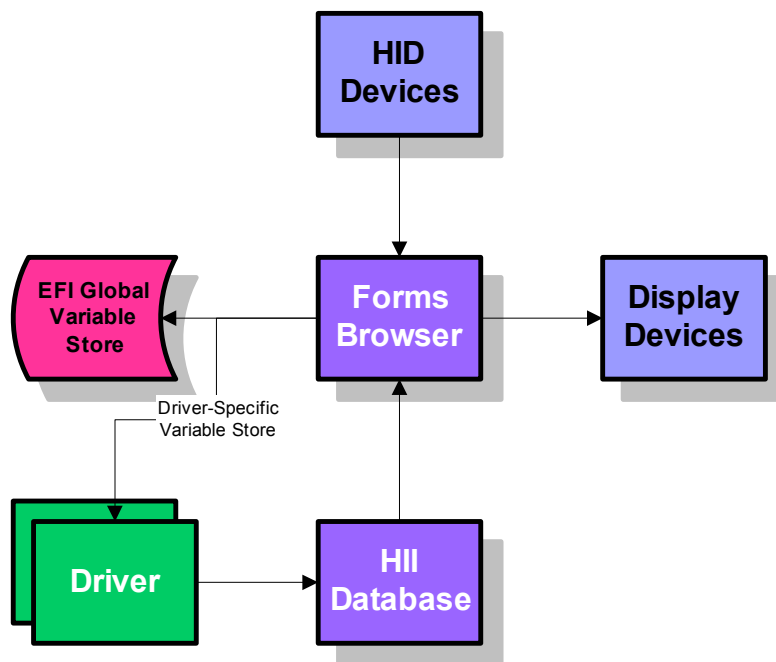 HID
Devices
EFI Global
Variable
Store
Forms
Browser
Display
Devices
Driver-Specific
Variable Store
Driver
HII
Database